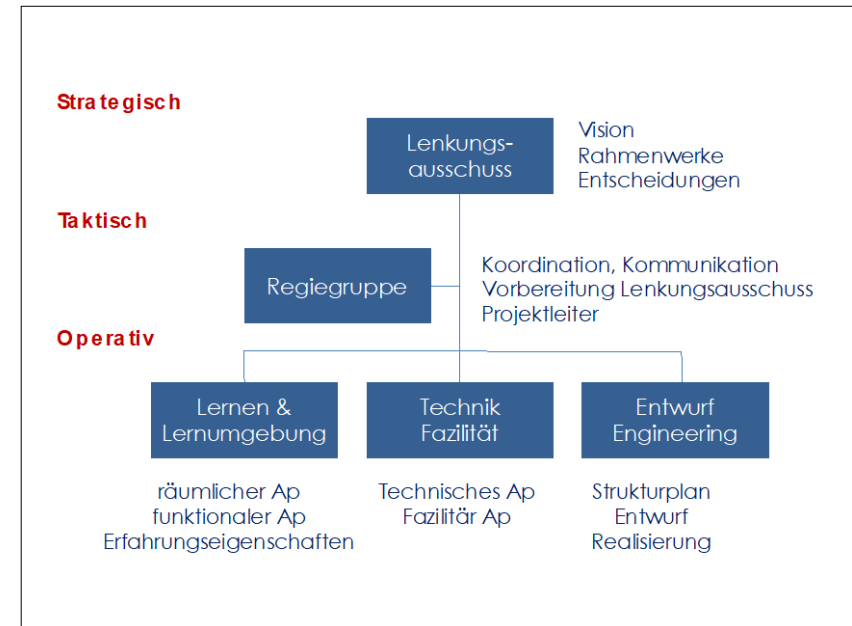 Strategisch
Lenkungs-
ausschuss
Vision
Rahmenwerke
Entscheidungen
Taktisch
Regiegruppe
Koordination, Kommunikation
Vorbereitung Lenkungsausschuss
Projektleiter
Operativ
Lernen &
Lernumgebung
Technik
Fazilität
Entwurf
Engineering
räumlicher Ap
funktionaler Ap
Erfahrungseigenschaften
Technisches Ap
Fazilitär Ap
Strukturplan
Entwurf
Realisierung